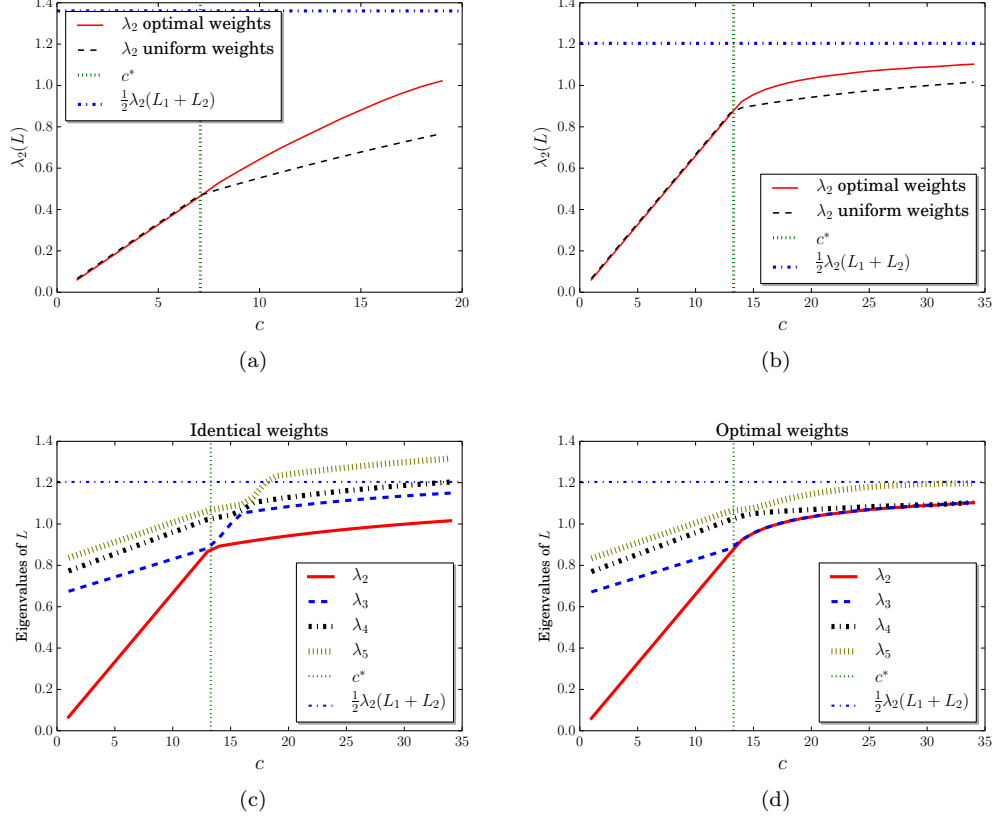 1.4
1.2
1.0
0.8
0.6
0.4
0.2
0.0
λ₂(L)
λ₂ optimal weights
λ₂ uniform weights
c*
½λ₂(L₁ + L₂)
0 5 10 15 20
c
(a)
1.4
1.2
1.0
0.8
0.6
0.4
0.2
0.0
λ₂ optimal weights
λ₂ uniform weights
c*
½λ₂(L₁ + L₂)
0 5 10 15 20 25 30 35
c
(b)
Identical weights
1.4
1.2
1.0
0.8
0.6
0.4
0.2
0.0
Eigenvalues of L
λ₂
λ₃
λ₄
λ₅
c*
½λ₂(L₁ + L₂)
0 5 10 15 20 25 30 35
c
(c)
Optimal weights
1.4
1.2
1.0
0.8
0.6
0.4
0.2
0.0
Eigenvalues of L
λ₂
λ₃
λ₄
λ₅
c*
½λ₂(L₁ + L₂)
0 5 10 15 20 25 30 35
c
(d)